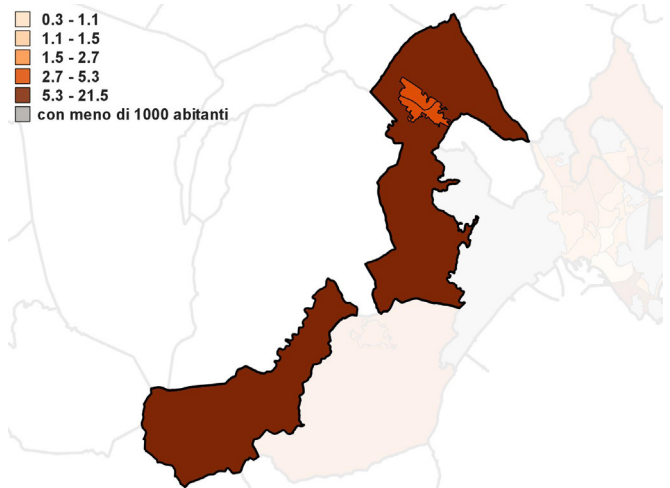 0.3 - 1.1
1.1 - 1.5
1.5 - 2.7
2.7 - 5.3
5.3 - 21.5
con meno di 1000 abitanti